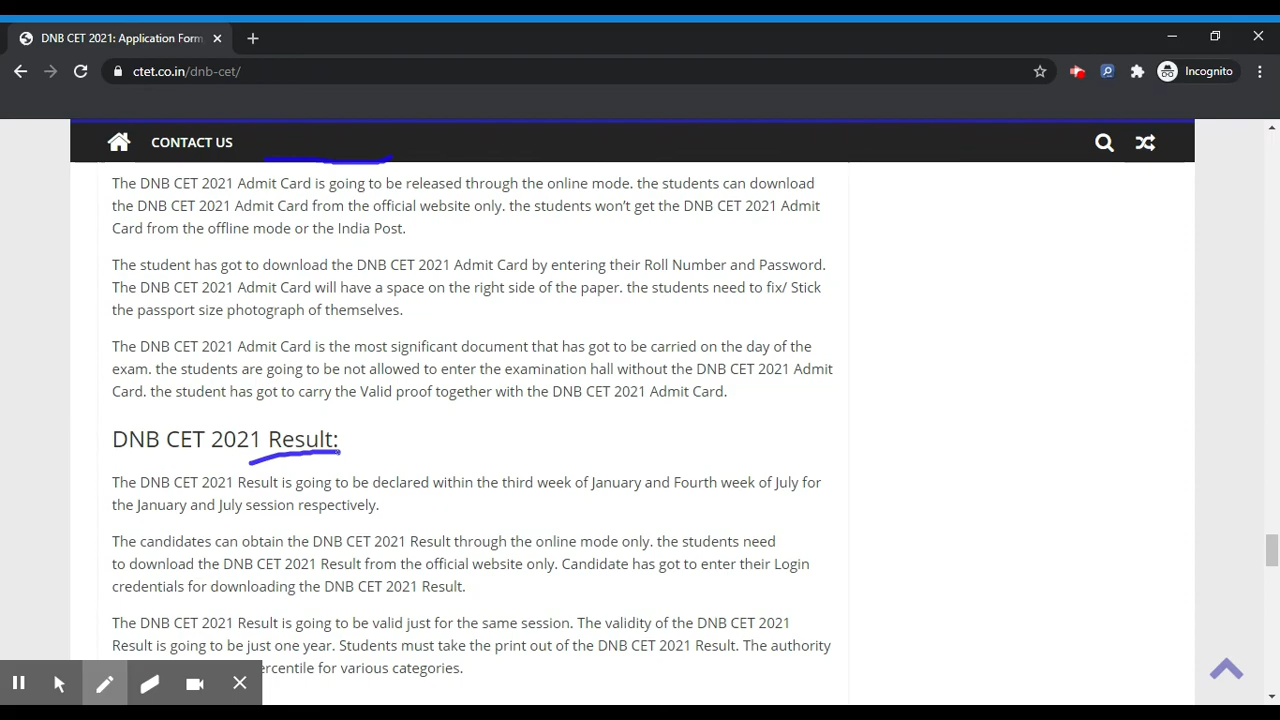 DNB CET 2021: Application Form,
ctet.co.in/dnb-cet/
Incognito
CONTACT US
The DNB CET 2021 Admit Card is going to be released through the online mode. the students can download
the DNB CET 2021 Admit Card from the official website only. the students won’t get the DNB CET 2021 Admit
Card from the offline mode or the India Post.
The student has got to download the DNB CET 2021 Admit Card by entering their Roll Number and Password.
The DNB CET 2021 Admit Card will have a space on the right side of the paper. the students need to fix/ Stick
the passport size photograph of themselves.
The DNB CET 2021 Admit Card is the most significant document that has got to be carried on the day of the
exam. the students are going to be not allowed to enter the examination hall without the DNB CET 2021 Admit
Card. the student has got to carry the Valid proof together with the DNB CET 2021 Admit Card.
DNB CET 2021 Result:
The DNB CET 2021 Result is going to be declared within the third week of January and Fourth week of July for
the January and July session respectively.
The candidates can obtain the DNB CET 2021 Result through the online mode only. the students need
to download the DNB CET 2021 Result from the official website only. Candidate has got to enter their Login
credentials for downloading the DNB CET 2021 Result.
The DNB CET 2021 Result is going to be valid just for the same session. The validity of the DNB CET 2021
Result is going to be just one year. Students must take the print out of the DNB CET 2021 Result. The authority
for various categories.